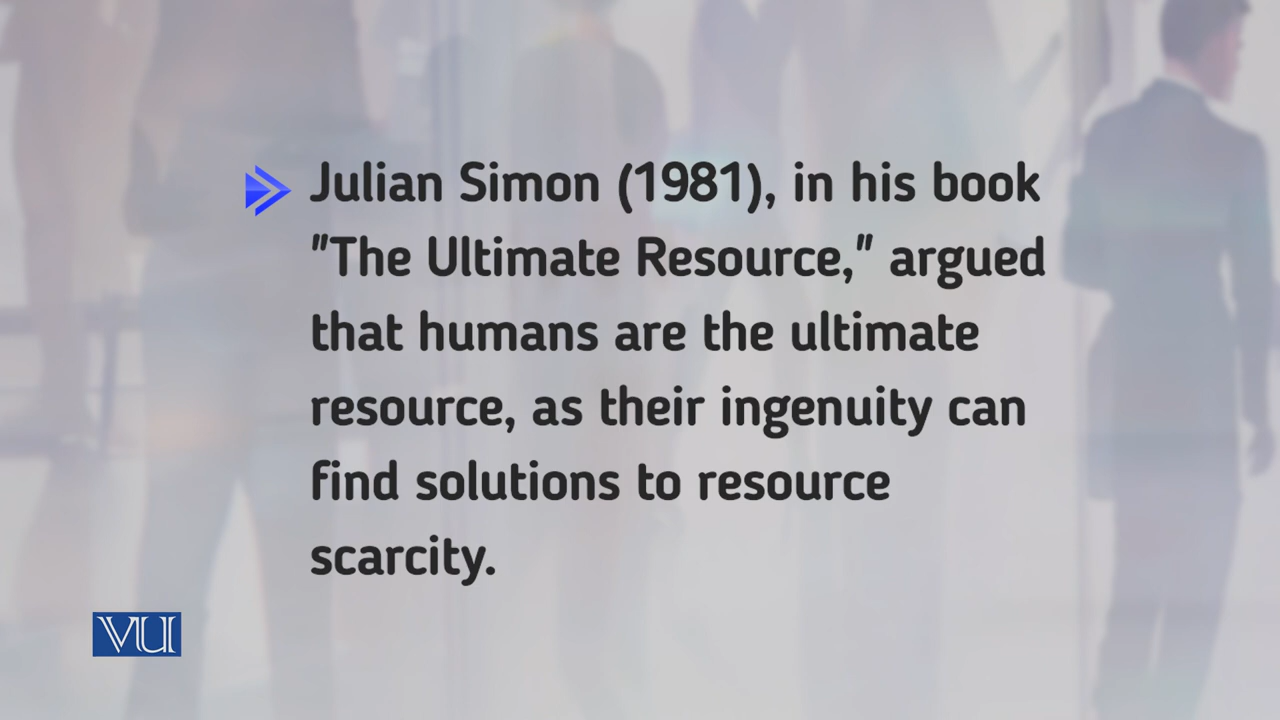 Julian Simon (1981), in his book
"The Ultimate Resource," argued
that humans are the ultimate
resource, as their ingenuity can
find solutions to resource
scarcity.
VU